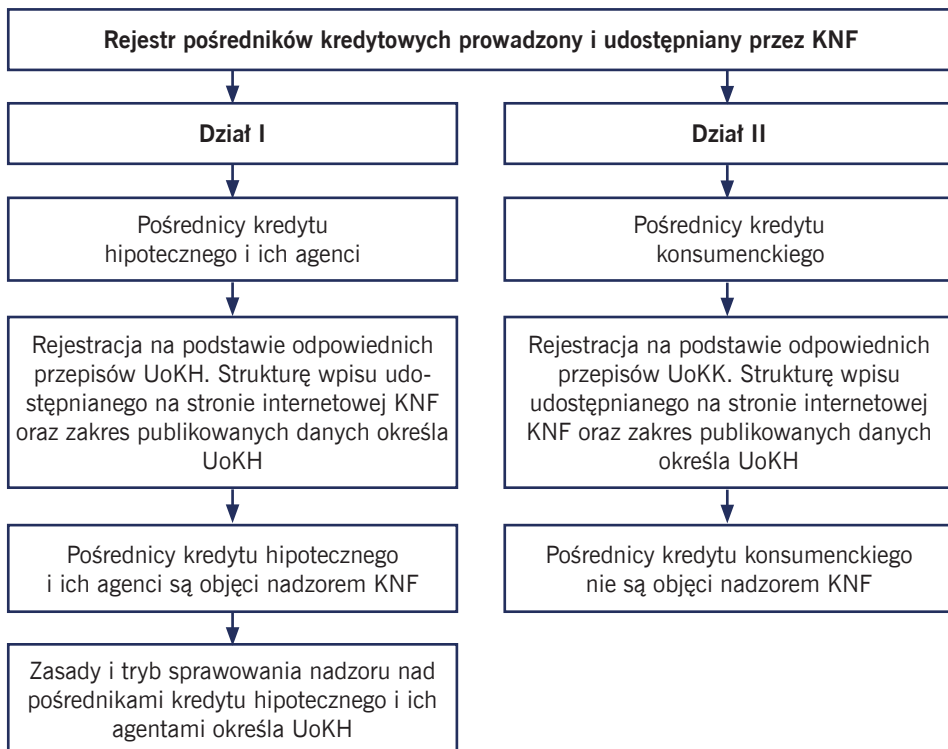 Rejestr pośredników kredytowych prowadzony i udostępniany przez KNF
Dział I
Pośrednicy kredytu
hipotecznego i ich agenci
Rejestracja na podstawie odpowiednich
przepisów UoKH. Strukturę wpisu udo-
stępnianego na stronie internetowej KNF
oraz zakres publikowanych danych określa
UoKH
Pośrednicy kredytu hipotecznego
i ich agenci są objęci nadzorem KNF
Zasady i tryb sprawowania nadzoru nad
pośrednikami kredytu hipotecznego i ich
agentami określa UoKH
Dział II
Pośrednicy kredytu
konsumenckiego
Rejestracja na podstawie odpowiednich
przepisów UoKK. Strukturę wpisu
udostępnianego na stronie internetowej
KNF oraz zakres publikowanych danych
określa UoKH
Pośrednicy kredytu konsumenckiego
nie są objęci nadzorem KNF